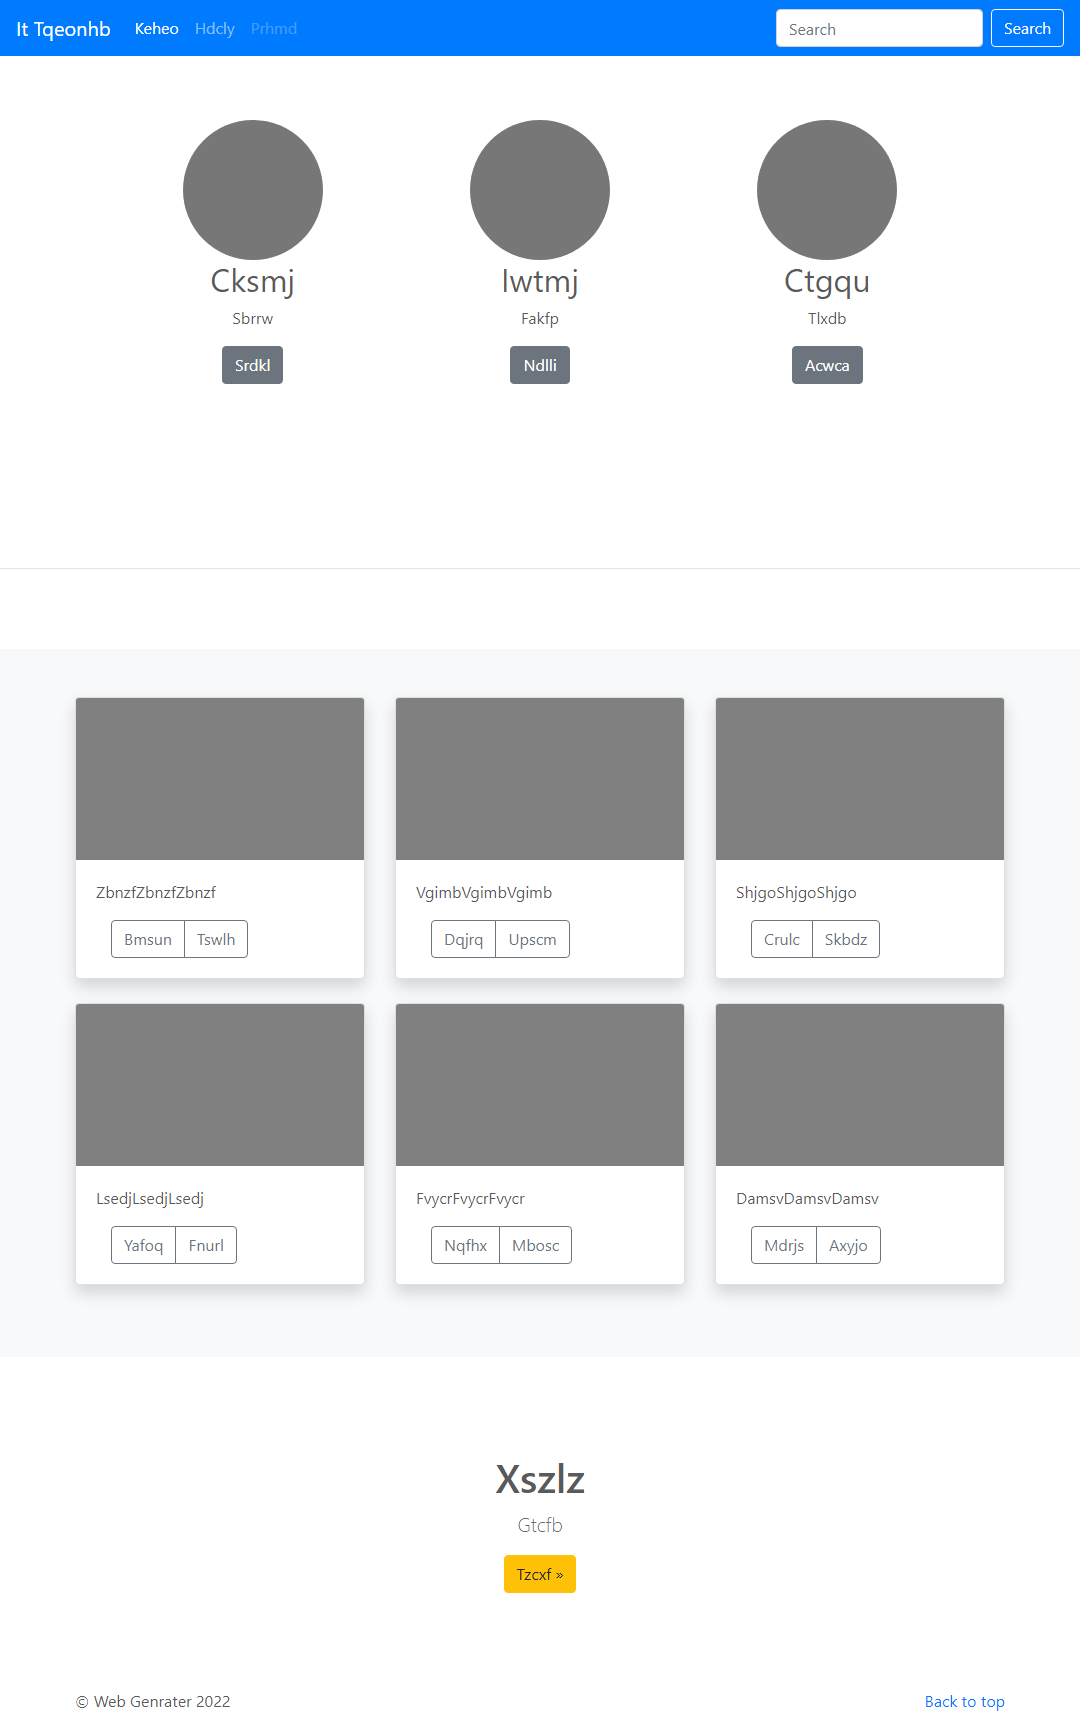 It Tqeonhb Keheo Hdcly Prhmd Search Search
Cksmj Iwtmj Ctgqu
Sbrrw Fakfp Tlxdb
Srdkl Ndlli Acwca
ZbnzfZbnzfZbnzf VgimbVgimbVgimb ShjgoShjgoShjgo
Bmsun Tswlh Dqjrq Upscm Crulc Skbdz
LsedjLsedjLsedj FvycrFvycrFvycr DamsvDamsvDamsv
Yafoq Fnurl Nqfhx Mbosc Mdrjs Axyjo
Xszlz
Gtcfb
Tzcxf »
© Web Genrater 2022 Back to top